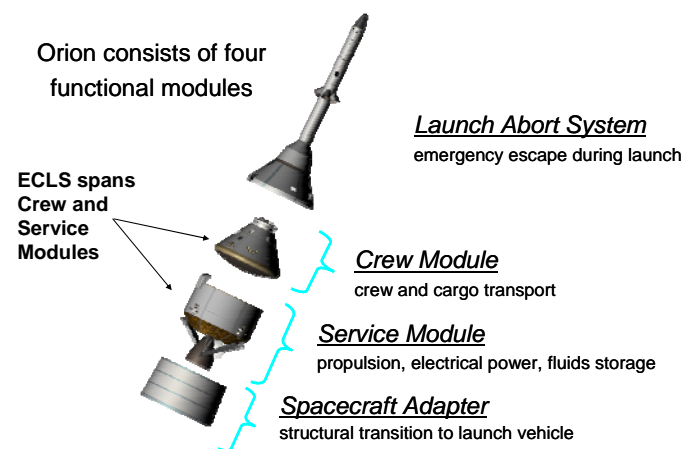 Orion consists of four
functional modules
Launch Abort System
emergency escape during launch
ECLS spans
Crew and
Service
Modules
Crew Module
crew and cargo transport
Service Module
propulsion, electrical power, fluids storage
Spacecraft Adapter
structural transition to launch vehicle